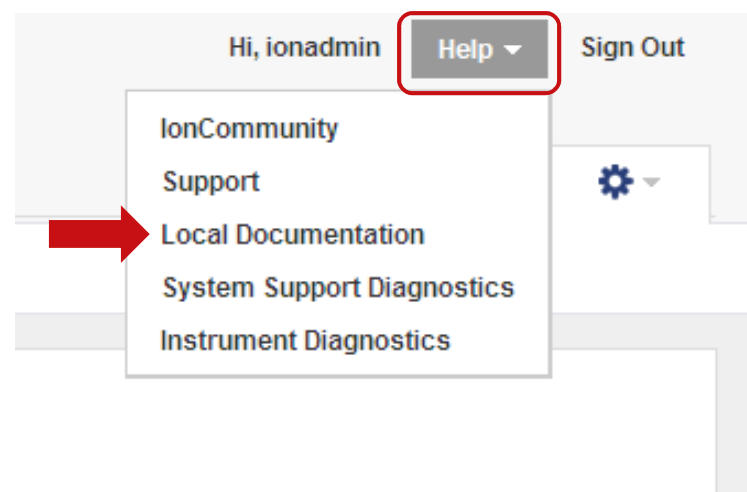 Hi, ionadmin Help Sign Out
IonCommunity
Support
Local Documentation
System Support Diagnostics
Instrument Diagnostics